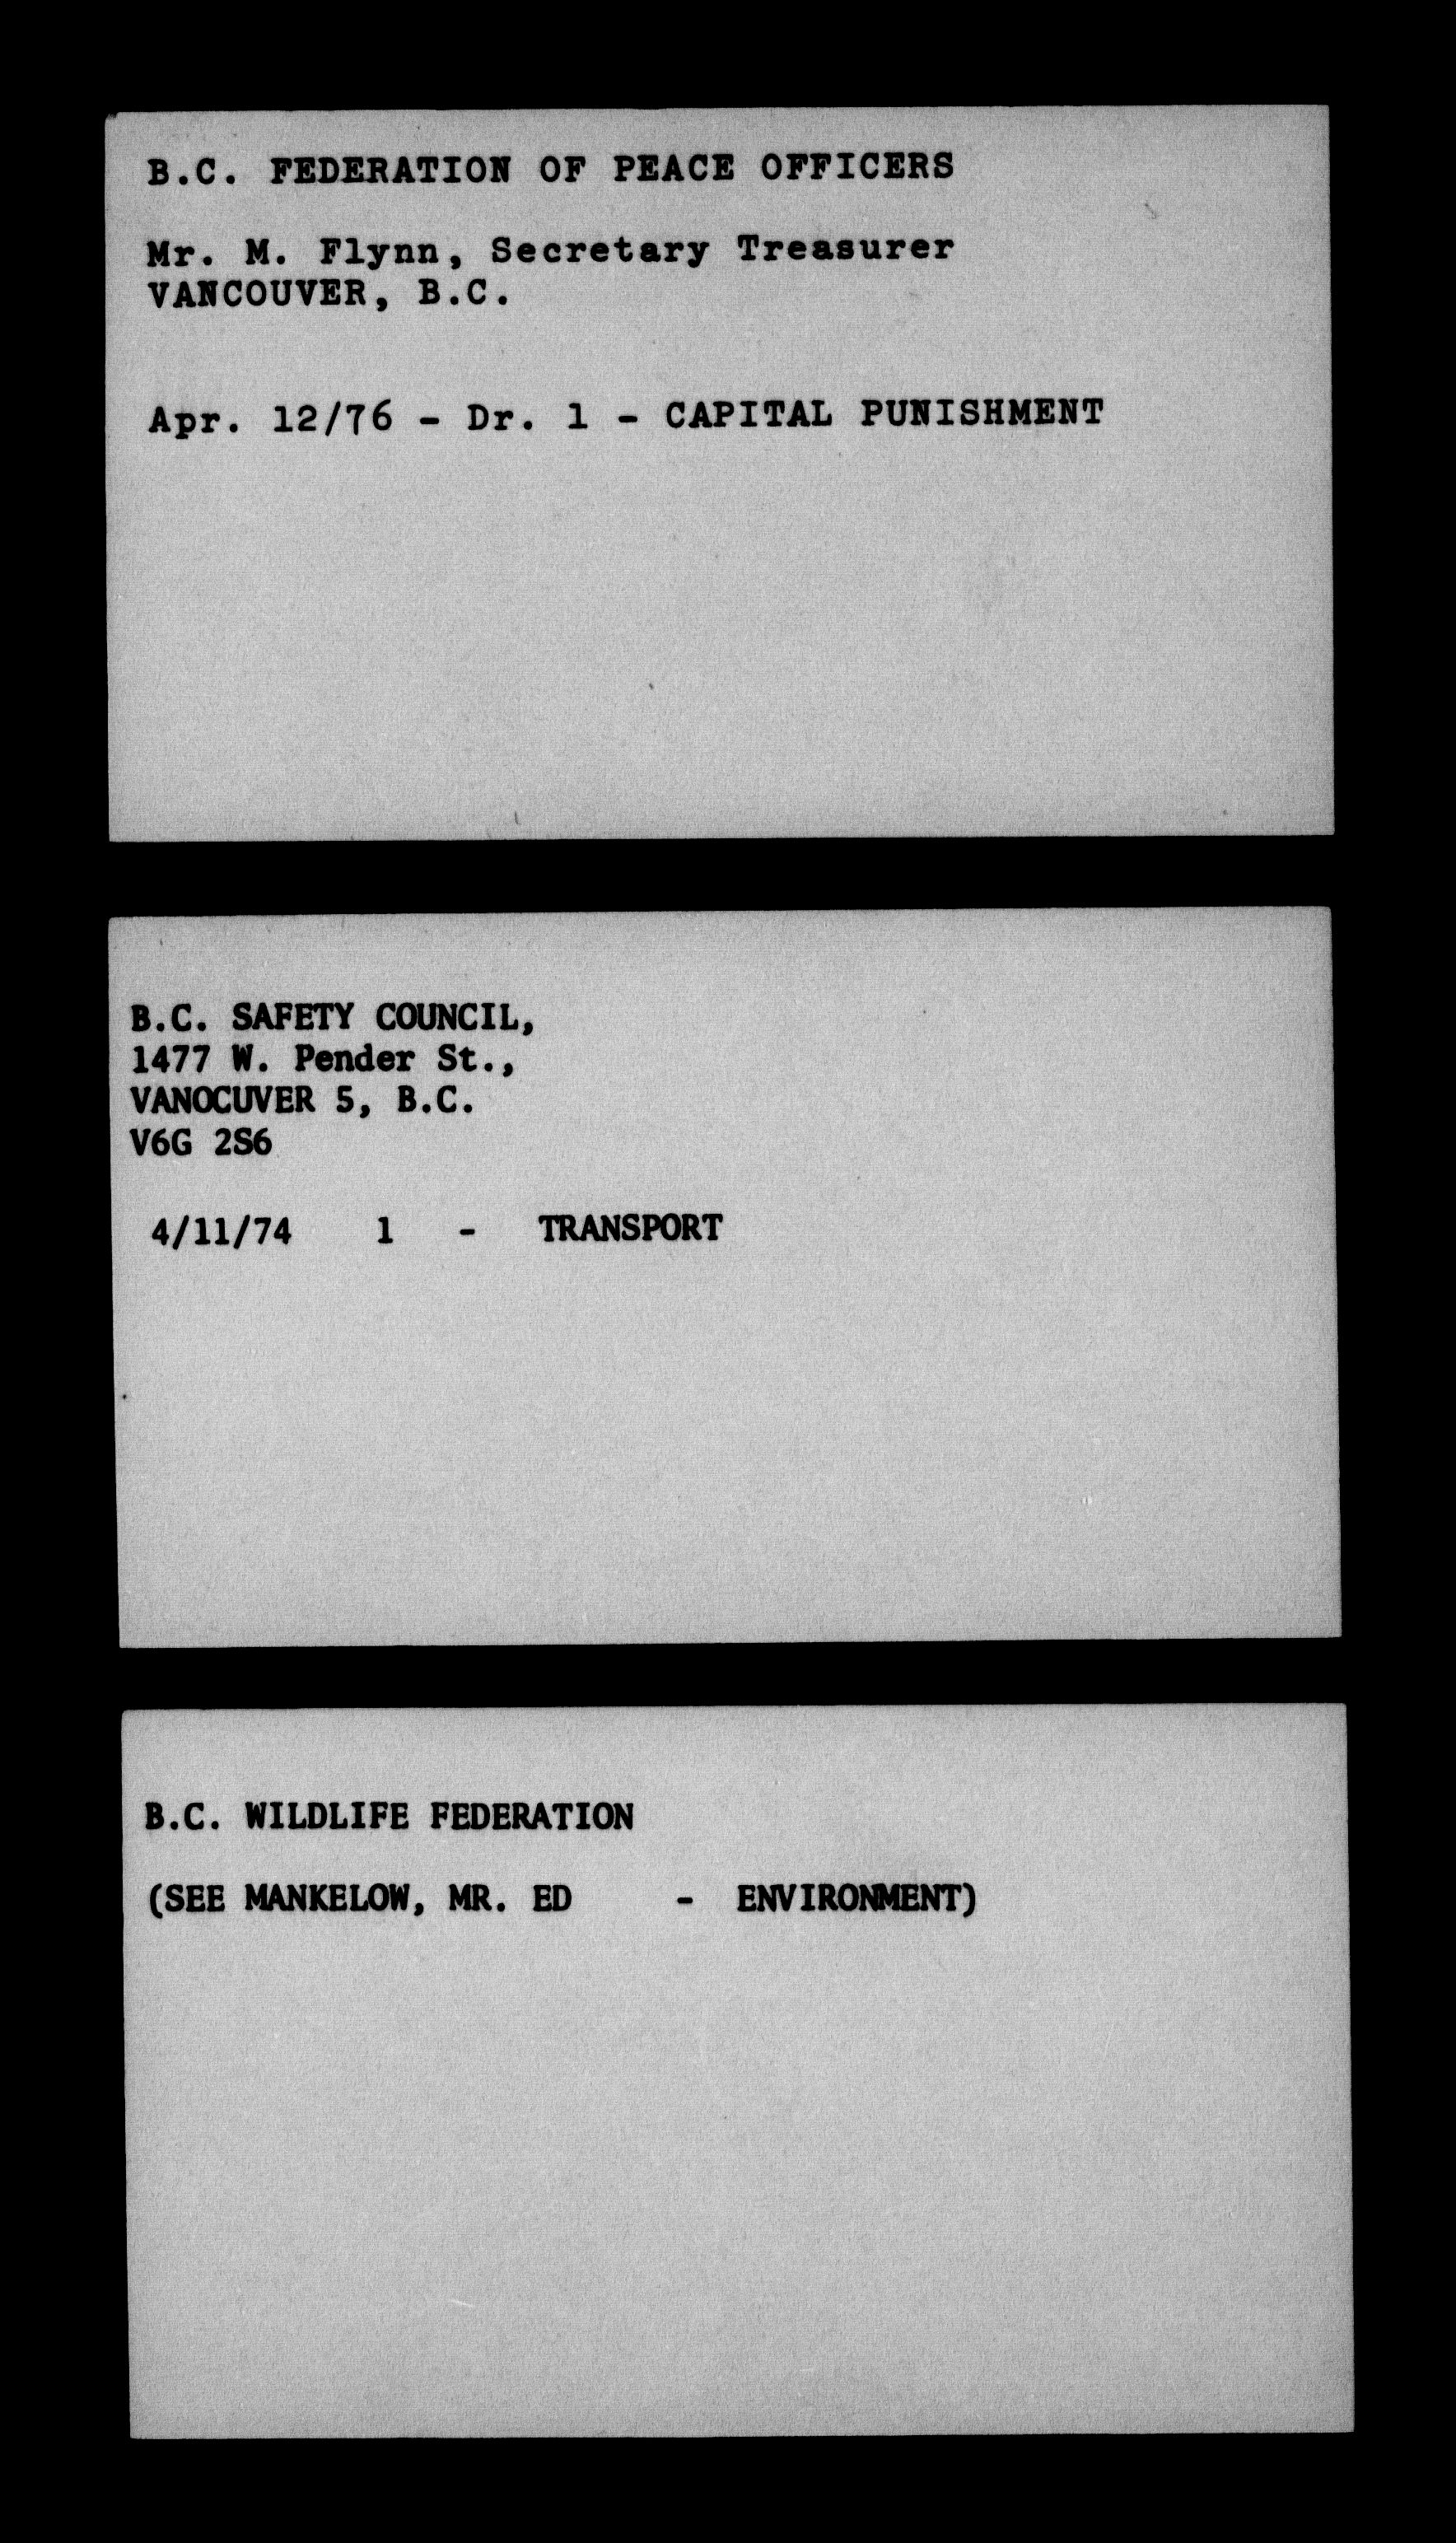 B.C. FEDERATION OF PEACE OFFICERS
Mr. M. Flynn, Secretary Treasurer
VANCOUVER, B.C.
Apr. 12/76 - Dr. 1 - CAPITAL PUNISHMENT
B.C. SAFETY COUNCIL,
1477 W. Pender St.,
VANOCUVER 5, B.C.
V6G 2S6
4/11/74 1 - TRANSPORT
B.C. WILDLIFE FEDERATION
(SEE MANKELOW, MR. ED - ENVIRONMENT)